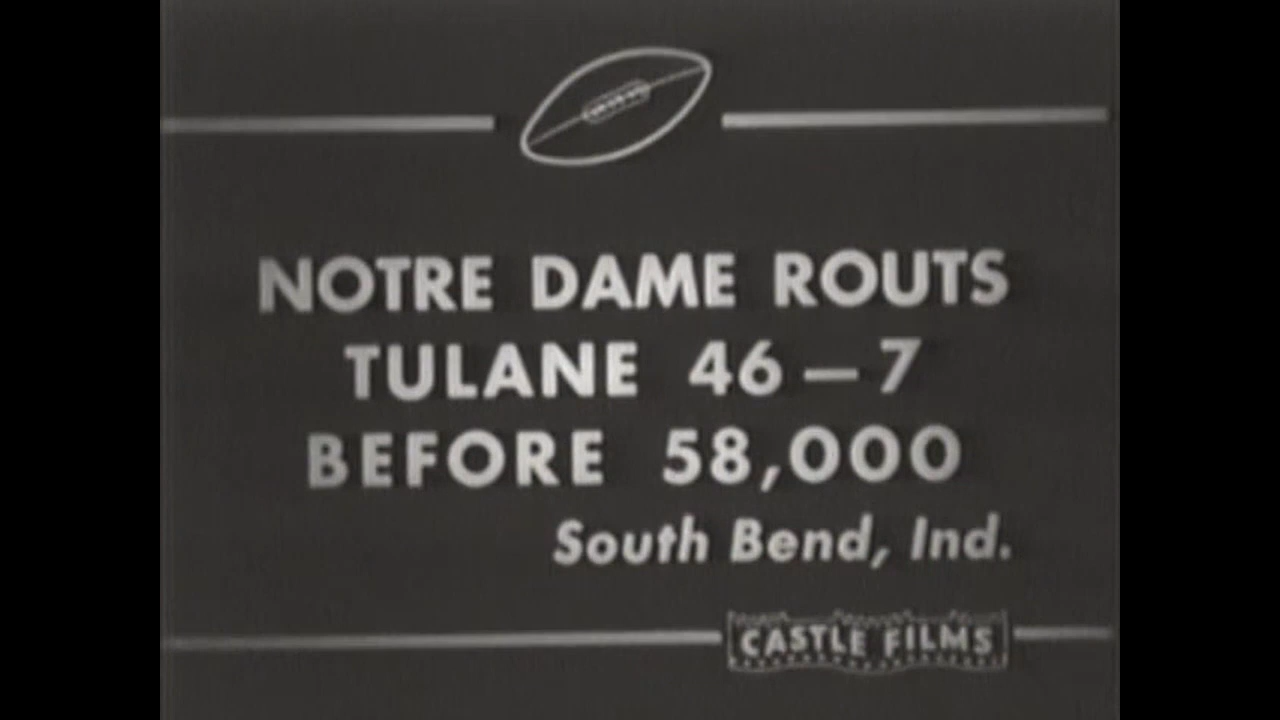 NOTRE DAME ROUTS
TULANE 46 — 7
BEFORE 58,000
South Bend, Ind.
CASTLE FILMS